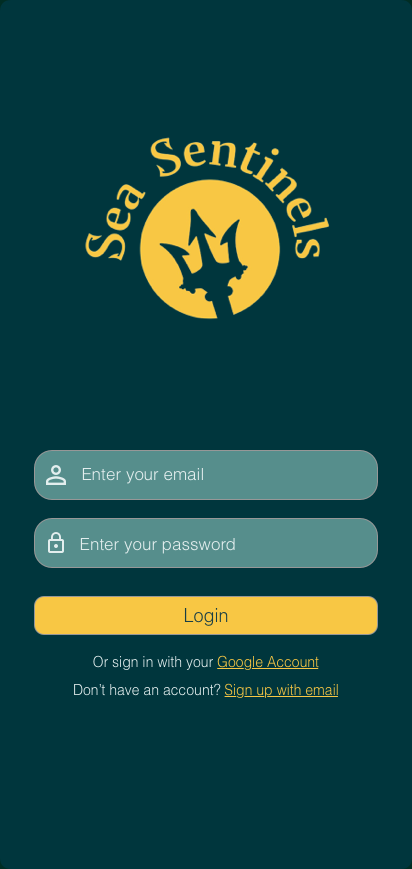 Sea Sentinels
Enter your email
Enter your password
Login
Or sign in with your Google Account
Don't have an account? Sign up with email